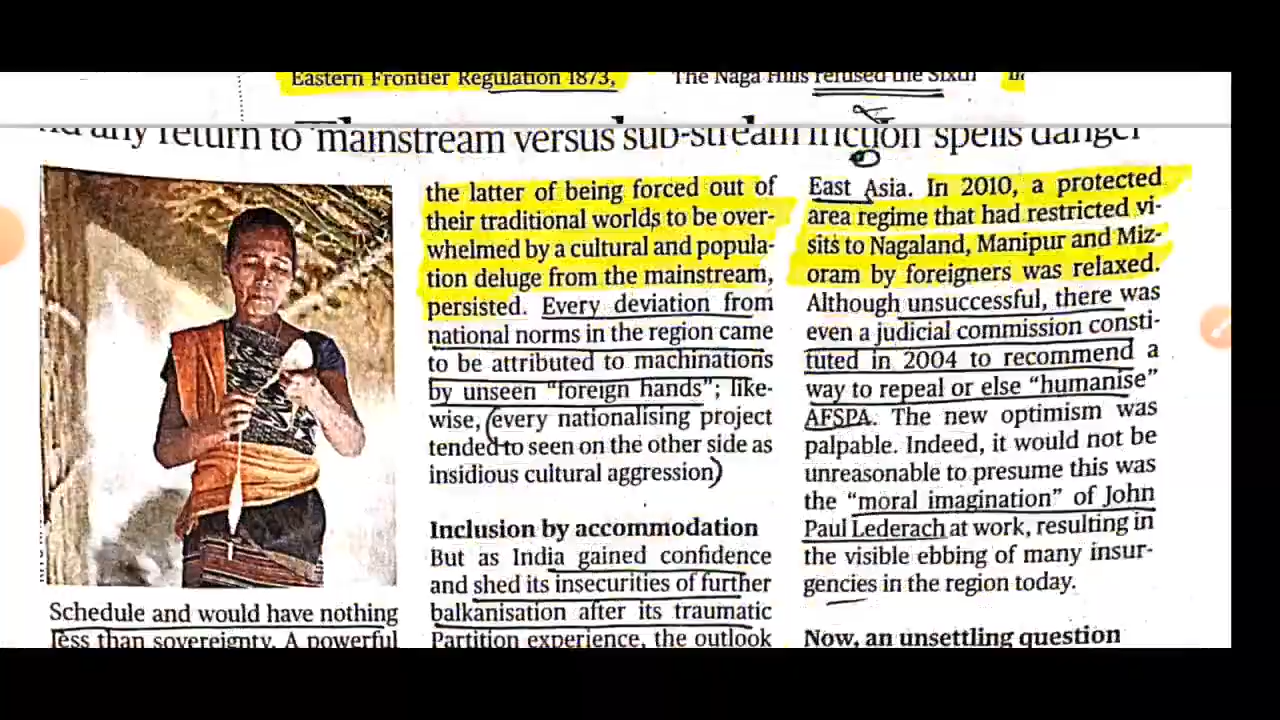 Eastern Frontier Regulation 1873,
The Naga Hills refused the Sixth
any return to mainstream versus sub-stream friction spells danger
Schedule and would have nothing
less than sovereignty. A powerful
the latter of being forced out of
their traditional worlds to be over-
whelmed by a cultural and popula-
tion deluge from the mainstream,
persisted. Every deviation from
national norms in the region came
to be attributed to machinations
by unseen "foreign hands"; like-
wise, every nationalising project
tended to seen on the other side as
insidious cultural aggression
Inclusion by accommodation
But as India gained confidence
and shed its insecurities of further
balkanisation after its traumatic
Partition experience, the outlook
East Asia. In 2010, a protected
area regime that had restricted vi-
sits to Nagaland, Manipur and Miz-
oram by foreigners was relaxed.
Although unsuccessful, there was
even a judicial commission consti-
tuted in 2004 to recommend a
way to repeal or else "humanise"
AFSPA. The new optimism was
palpable. Indeed, it would not be
unreasonable to presume this was
the "moral imagination" of John
Paul Lederach at work, resulting in
the visible ebbing of many insur-
gencies in the region today.
Now, an unsettling question